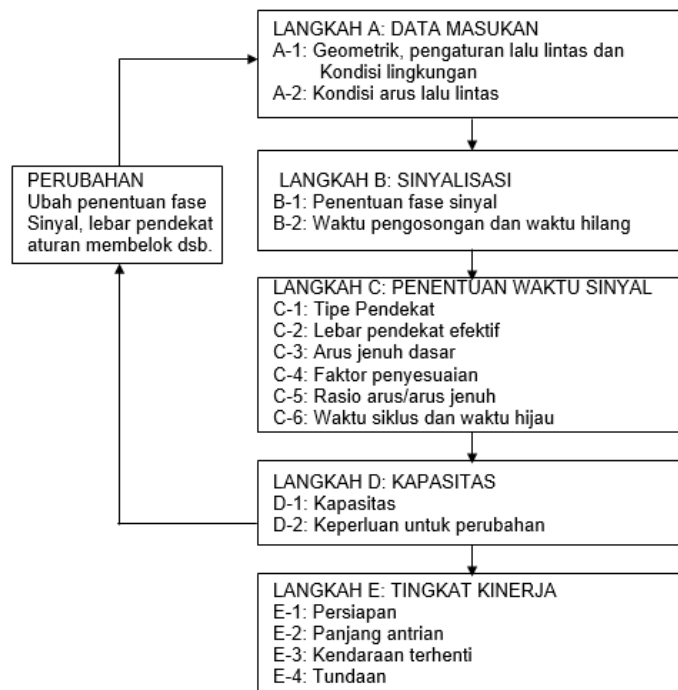 LANGKAH A: DATA MASUKAN
A-1: Geometrik, pengaturan lalu lintas dan
Kondisi lingkungan
A-2: Kondisi arus lalu lintas
PERUBAHAN
Ubah penentuan fase
Sinyal, lebar pendekat
aturan membelok dsb.
LANGKAH B: SINYALISASI
B-1: Penentuan fase sinyal
B-2: Waktu pengosongan dan waktu hilang
LANGKAH C: PENENTUAN WAKTU SINYAL
C-1: Tipe Pendekat
C-2: Lebar pendekat efektif
C-3: Arus jenuh dasar
C-4: Faktor penyesuaian
C-5: Rasio arus/arus jenuh
C-6: Waktu siklus dan waktu hijau
LANGKAH D: KAPASITAS
D-1: Kapasitas
D-2: Keperluan untuk perubahan
LANGKAH E: TINGKAT KINERJA
E-1: Persiapan
E-2: Panjang antrian
E-3: Kendaraan terhenti
E-4: Tundaan